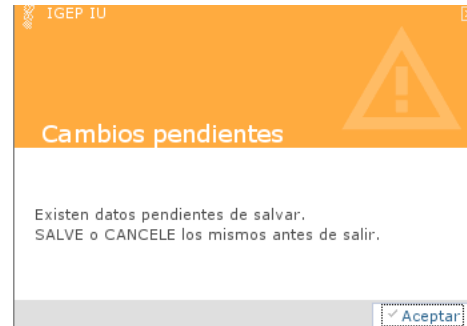 IGEP IU
Cambios pendientes
Existen datos pendientes de salvar.
SALVE o CANCELE los mismos antes de salir.
Aceptar